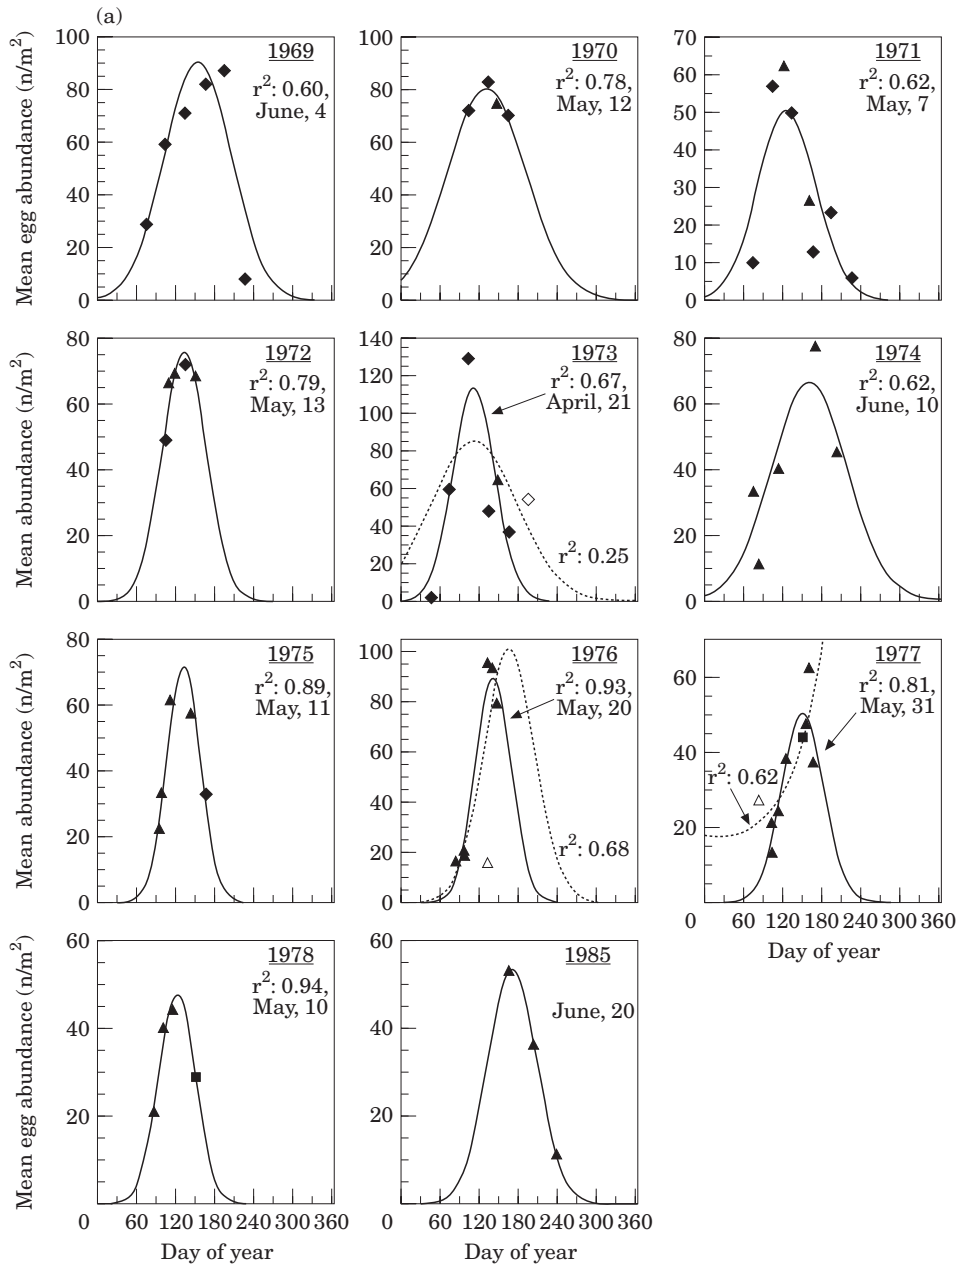 (a)
Mean egg abundance (n/m²)
100
80
60
40
20
0
1969
r²: 0.60,
June, 4
100
80
60
40
20
0
1970
r²: 0.78,
May, 12
70
60
50
40
30
20
10
0
1971
r²: 0.62,
May, 7
Mean abundance (n/m²)
80
60
40
20
0
1972
r²: 0.79,
May, 13
140
120
100
80
60
40
20
0
1973
r²: 0.67,
April, 21
r²: 0.25
80
60
40
20
0
1974
r²: 0.62,
June, 10
Mean abundance (n/m²)
80
60
40
20
0
1975
r²: 0.89,
May, 11
100
80
60
40
20
0
1976
r²: 0.93,
May, 20
r²: 0.68
60
40
20
1977
r²: 0.81,
May, 31
r²: 0.62
0 60 120 180 240 300 360
Day of year
Mean egg abundance (n/m²)
60
40
20
1978
r²: 0.94,
May, 10
0 60 120 180 240 300 360
Day of year
60
40
20
1985
June, 20
0 60 120 180 240 300 360
Day of year